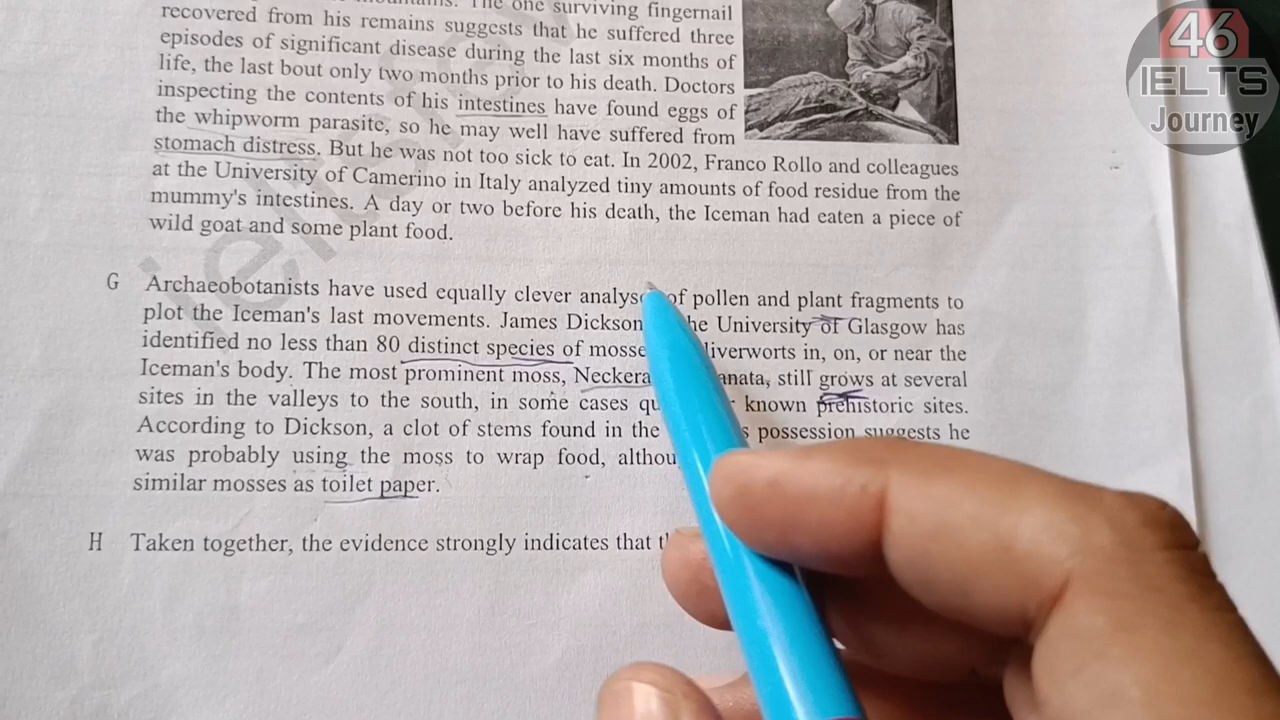 The one surviving fingernail
recovered from his remains suggests that he suffered three
episodes of significant disease during the last six months of
life, the last bout only two months prior to his death. Doctors
inspecting the contents of his intestines have found eggs of
the whipworm parasite, so he may well have suffered from
stomach distress. But he was not too sick to eat. In 2002, Franco Rollo and colleagues
at the University of Camerino in Italy analyzed tiny amounts of food residue from the
mummy's intestines. A day or two before his death, the Iceman had eaten a piece of
wild goat and some plant food.
G Archaeobotanists have used equally clever of pollen and plant fragments to
plot the Iceman's last movements. James Dickson University of Glasgow has
identified no less than 80 distinct species of liverworts in, on, or near the
Iceman's body. The most prominent moss, Neckera still grows at several
sites in the valleys to the south, in some cases known prehistoric sites.
According to Dickson, a clot of stems found in the possession suggests he
was probably using the moss to wrap food,
similar mosses as toilet paper.
H Taken together, the evidence strongly indicates that
46
IELTS
Journey